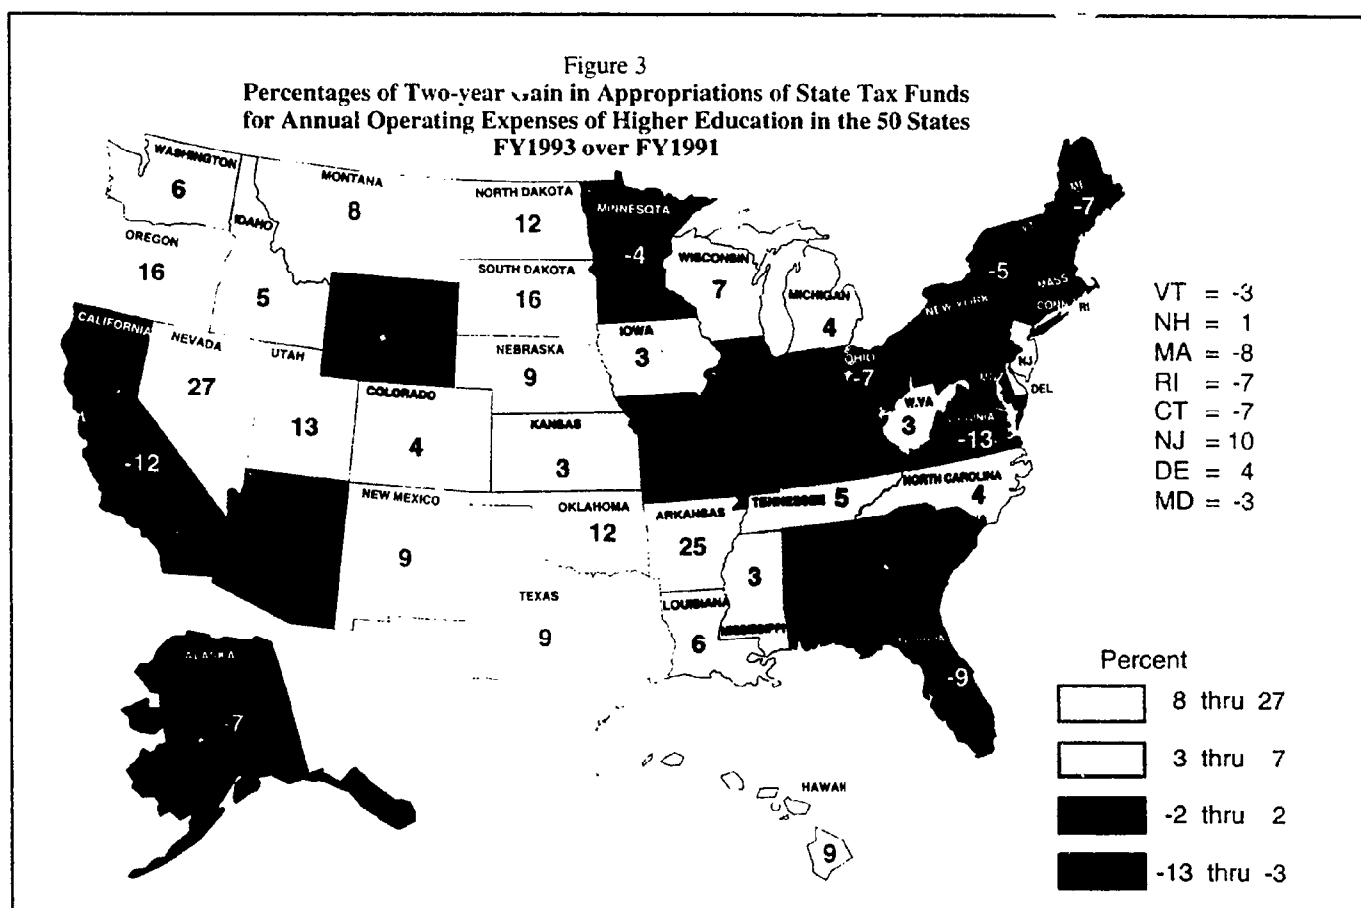 Figure 3
Percentages of Two-year Gain in Appropriations of State Tax Funds
for Annual Operating Expenses of Higher Education in the 50 States
FY1993 over FY1991
WASHINGTON
6
MONTANA
8
NORTH DAKOTA
12
MINNESOTA
-4
ME
-7
IDAHO
5
OREGON
16
SOUTH DAKOTA
16
WISCONSIN
7
MICHIGAN
4
-5
NEW YORK
MASS
CONN
RI
CALIFORNIA
-12
NEVADA
27
UTAH
13
NEBRASKA
9
IOWA
3
OHIO
-7
NJ
DEL
COLORADO
4
KANSAS
3
W.VA
3
-13
NEW MEXICO
9
OKLAHOMA
12
ARKANSAS
25
TENNESSEE 5
NORTH CAROLINA
4
TEXAS
9
LOUISIANA
6
3
MISSISSIPPI
-9
ALASKA
-7
HAWAII
9
VT = -3
NH = 1
MA = -8
RI = -7
CT = -7
NJ = 10
DE = 4
MD = -3
Percent
8 thru 27
3 thru 7
-2 thru 2
-13 thru -3